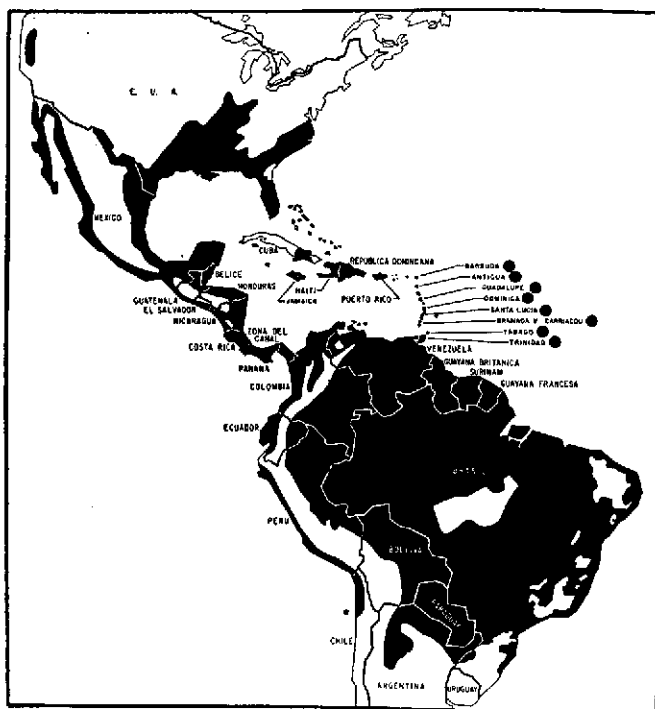 E. U. A.
MEXICO
CUBA
REPUBLICA DOMINICANA
BARBUDA
ANTIGUA
BELICE
HONDURAS
HAITI
JAMAICA
PUERTO RICO
GUADALUPE
DOMINICA
GUATEMALA
EL SALVADOR
NICARAGUA
SANTA LUCIA
GRANADA Y CARRIACOU
ZONA DEL
CANAL
TABAGO
COSTA RICA
TRINIDAD
PANAMA
VENEZUELA
GUAYANA BRITANICA
SURINAM
COLOMBIA
GUAYANA FRANCESA
ECUADOR
BRASIL
PERU
BOLIVIA
PARAGUAY
CHILE
ARGENTINA
URUGUAY